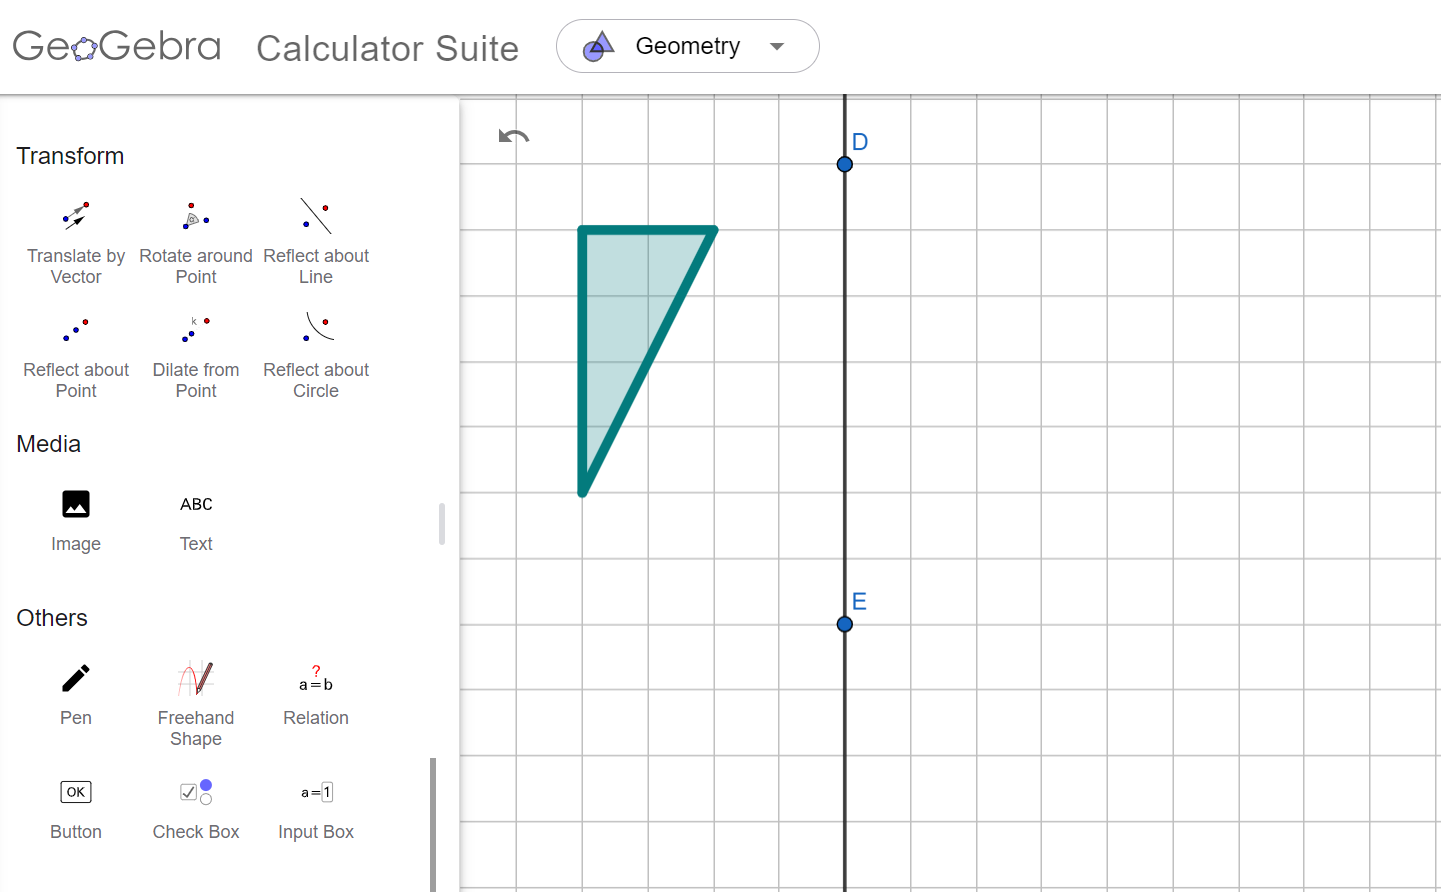 GeoGebra Calculator Suite Geometry
Transform
Translate by
Vector
Rotate around
Point
Reflect about
Line
Reflect about
Point
Dilate from
Point
Reflect about
Circle
Media
Image
ABC
Text
Others
Pen
Freehand
Shape
?
a=b
Relation
OK
Button
Check Box
a=1
Input Box
D
E
α
k